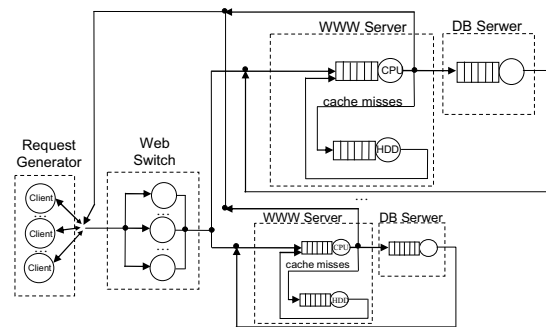 WWW Server
DB Serwer
CPU
cache misses
HDD
Request
Generator
Web
Switch
Client
...
Client
...
Client
...
...
...
WWW Server
DB Serwer
CPU
cache misses
HDD